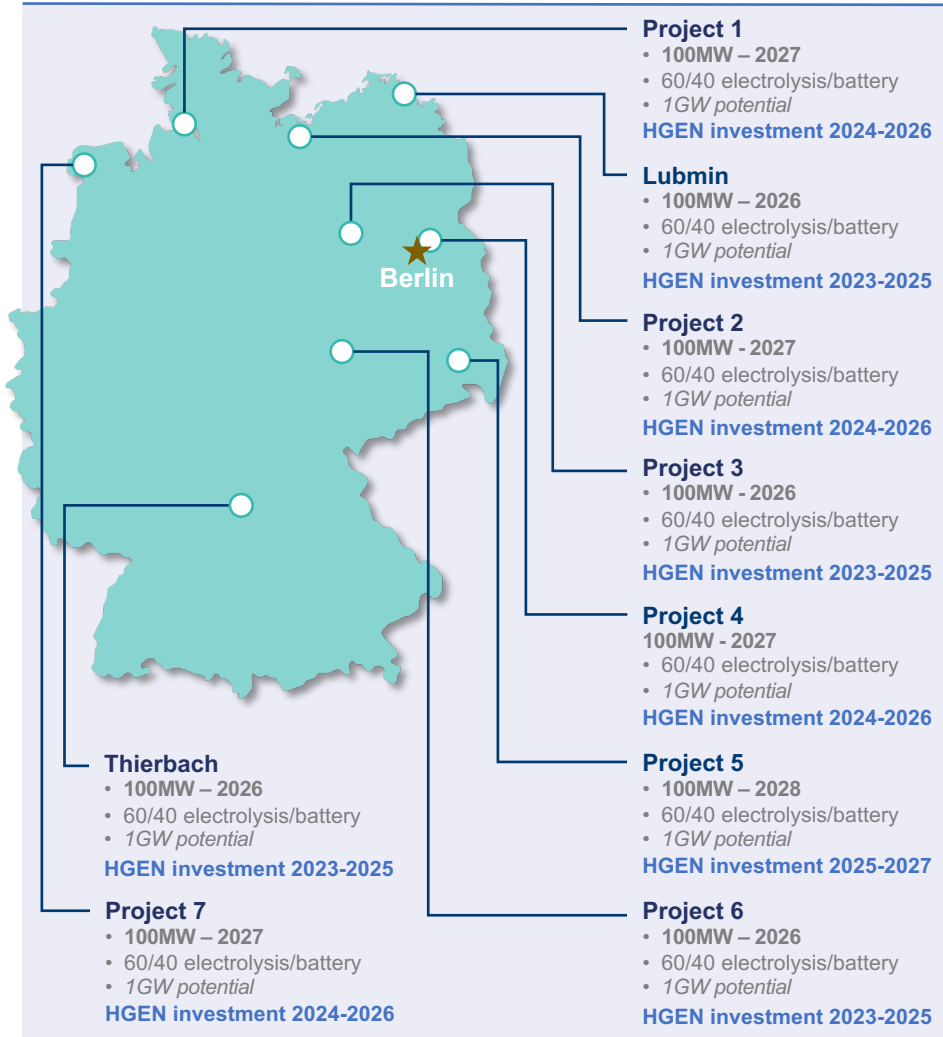 Project 1
• 100MW – 2027
• 60/40 electrolysis/battery
• 1GW potential
HGEN investment 2024-2026
Lubmin
• 100MW – 2026
• 60/40 electrolysis/battery
• 1GW potential
HGEN investment 2023-2025
Berlin
Project 2
• 100MW - 2027
• 60/40 electrolysis/battery
• 1GW potential
HGEN investment 2024-2026
Project 3
• 100MW - 2026
• 60/40 electrolysis/battery
• 1GW potential
HGEN investment 2023-2025
Project 4
100MW - 2027
• 60/40 electrolysis/battery
• 1GW potential
HGEN investment 2024-2026
Thierbach
• 100MW – 2026
• 60/40 electrolysis/battery
• 1GW potential
HGEN investment 2023-2025
Project 5
• 100MW – 2028
• 60/40 electrolysis/battery
• 1GW potential
HGEN investment 2025-2027
Project 7
• 100MW – 2027
• 60/40 electrolysis/battery
• 1GW potential
HGEN investment 2024-2026
Project 6
• 100MW – 2026
• 60/40 electrolysis/battery
• 1GW potential
HGEN investment 2023-2025